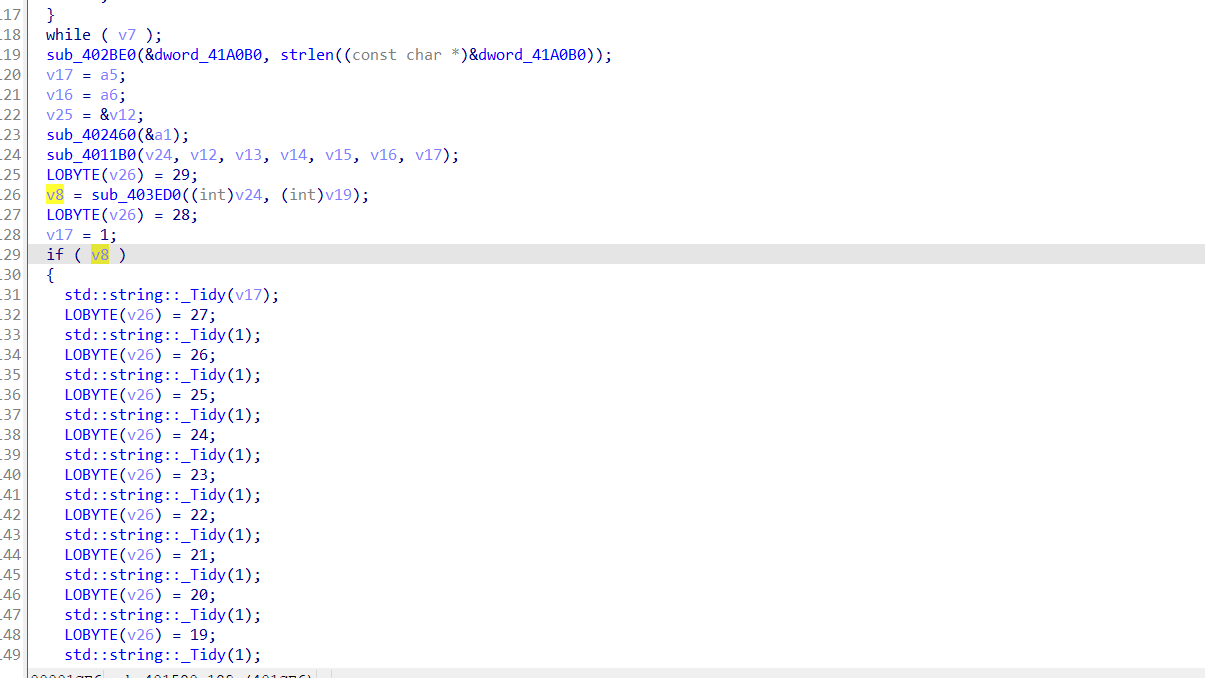 17 }
18 while ( v7 );
19 sub_402BE0(&dword_41A0B0, strlen((const char *)&dword_41A0B0));
20 v17 = a5;
21 v16 = a6;
22 v25 = &v12;
23 sub_402460(&a1);
24 sub_4011B0(v24, v12, v13, v14, v15, v16, v17);
25 LOBYTE(v26) = 29;
26 v8 = sub_403ED0((int)v24, (int)v19);
27 LOBYTE(v26) = 28;
28 v17 = 1;
29 if ( v8 )
30 {
31 std::string::_Tidy(v17);
32 LOBYTE(v26) = 27;
33 std::string::_Tidy(1);
34 LOBYTE(v26) = 26;
35 std::string::_Tidy(1);
36 LOBYTE(v26) = 25;
37 std::string::_Tidy(1);
38 LOBYTE(v26) = 24;
39 std::string::_Tidy(1);
40 LOBYTE(v26) = 23;
41 std::string::_Tidy(1);
42 LOBYTE(v26) = 22;
43 std::string::_Tidy(1);
44 LOBYTE(v26) = 21;
45 std::string::_Tidy(1);
46 LOBYTE(v26) = 20;
47 std::string::_Tidy(1);
48 LOBYTE(v26) = 19;
49 std::string::_Tidy(1);